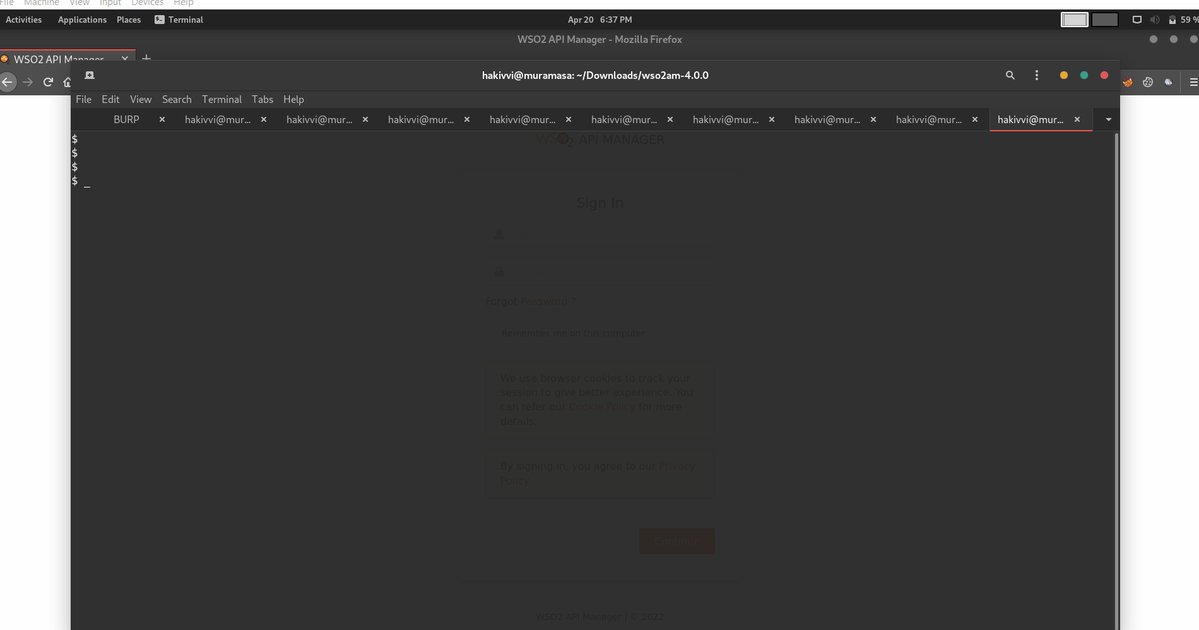 File Machine View Input Devices Help
Activities Applications Places Terminal Apr 20 6:37 PM 59 %
WSO2 API Manager - Mozilla Firefox
WSO2 API Manager
hakivvi@muramasa: ~/Downloads/wso2am-4.0.0
File Edit View Search Terminal Tabs Help
BURP hakivvi@mur... hakivvi@mur... hakivvi@mur... hakivvi@mur... hakivvi@mur... hakivvi@mur... hakivvi@mur... hakivvi@mur... hakivvi@mur...
$
$
$
$ _
WSO2 API MANAGER
Sign In
Forgot Password ?
Remember me on this computer
We use browser cookies to track your
session to give better experience. You
can refer our Cookie Policy for more
details.
By signing in, you agree to our Privacy
Policy
Continue
WSO2 API Manager | © 2022